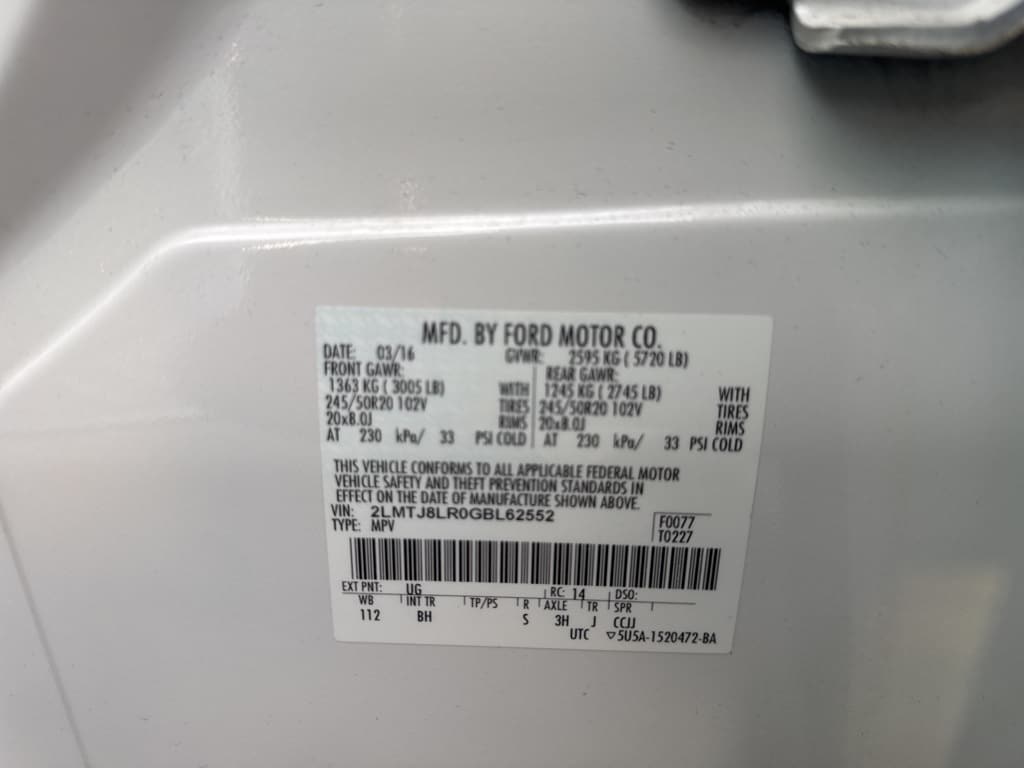 MFD. BY FORD MOTOR CO.
DATE: 03/16 GVWR: 2595 KG ( 5720 LB)
FRONT GAWR: REAR GAWR:
1363 KG ( 3005 LB) WITH 1245 KG ( 2745 LB) WITH
245/50R20 102V TIRES 245/50R20 102V TIRES
20x8.0J RIMS 20x8.0J RIMS
AT 230 kPa/ 33 PSI COLD AT 230 kPa/ 33 PSI COLD
THIS VEHICLE CONFORMS TO ALL APPLICABLE FEDERAL MOTOR
VEHICLE SAFETY AND THEFT PREVENTION STANDARDS IN
EFFECT ON THE DATE OF MANUFACTURE SHOWN ABOVE.
VIN: 2LMTJ8LR0GBL62552
TYPE: MPV
F0077
T0227
EXT PNT: UG RC: 14 DSO:
WB INT TR TP/PS R AXLE TR SPR
112 BH S 3H J CCJJ
UTC ▽5U5A-1520472-BA